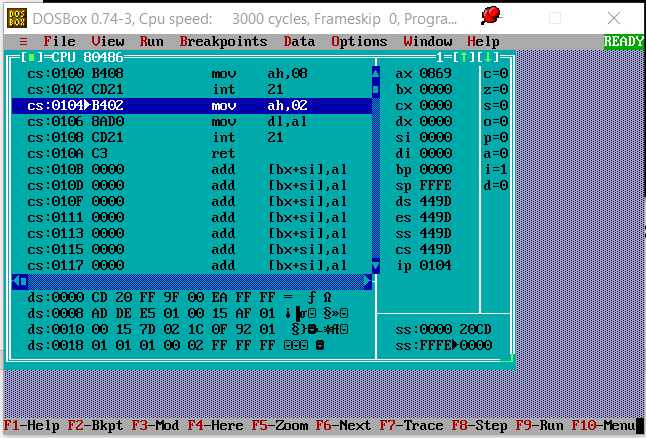 DOSBox 0.74-3, Cpu speed: 3000 cycles, Frameskip 0, Progra...
≡ File View Run Breakpoints Data Options Window Help READY
[■]=CPU 80486 1=[↑][↓]
cs:0100 B408 mov ah,08 ax 0869 c=0
cs:0102 CD21 int 21 bx 0000 z=0
cs:0104►B402 mov ah,02 cx 0000 s=0
cs:0106 8AD0 mov dl,al dx 0000 o=0
cs:0108 CD21 int 21 si 0000 p=0
cs:010A C3 ret di 0000 a=0
cs:010B 0000 add [bx+si],al bp 0000 i=1
cs:010D 0000 add [bx+si],al sp FFFE d=0
cs:010F 0000 add [bx+si],al ds 449D
cs:0111 0000 add [bx+si],al es 449D
cs:0113 0000 add [bx+si],al ss 449D
cs:0115 0000 add [bx+si],al cs 449D
cs:0117 0000 add [bx+si],al ip 0104
ds:0000 CD 20 FF 9F 00 EA FF FF = ƒ Ω
ds:0008 AD DE E5 01 00 15 AF 01
ds:0010 00 15 7D 02 1C 0F 92 01 ss:0000 20CD
ds:0018 01 01 01 00 02 FF FF FF ss:FFFE►0000
F1-Help F2-Bkpt F3-Mod F4-Here F5-Zoom F6-Next F7-Trace F8-Step F9-Run F10-Menu